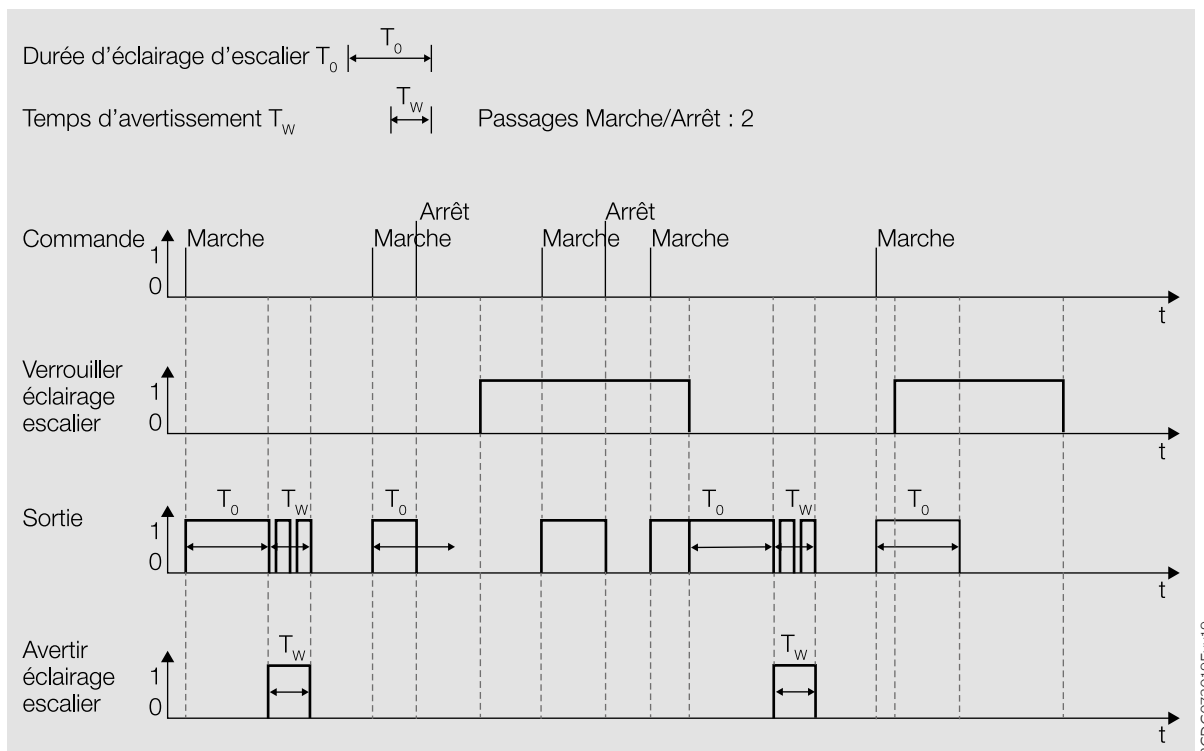 Durée d'éclairage d'escalier T0 T0
Temps d'avertissement TW TW Passages Marche/Arrêt : 2
Arrêt Arrêt
Commande 1 Marche Marche Marche Marche Marche
0
t
Verrouiller
éclairage
escalier
1
0
t
Sortie
T0 TW T0 T0 TW T0
1
0
t
Avertir
éclairage
escalier
TW TW
1
0
t